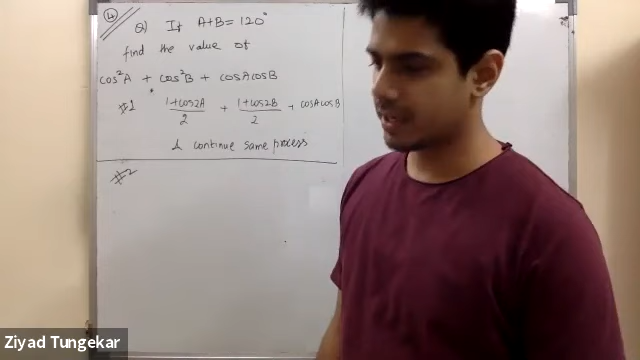 4
Q) If A+B = 120°
find the value of
cos²A + cos²B + cosAcosB
#1 1+cos2A/2 + 1+cos2B/2 + cosAcosB
& continue same process
#2
Ziyad Tungekar